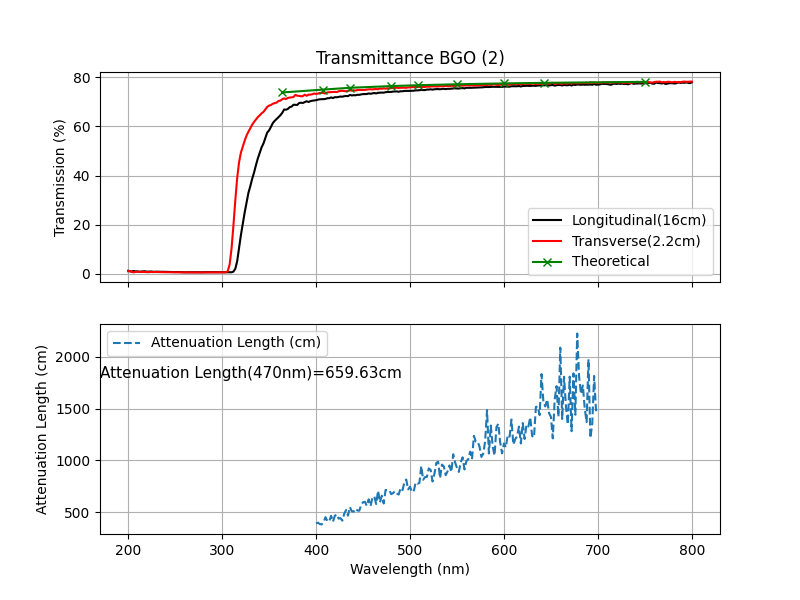 Transmittance BGO (2)
Transmission (%)
80
60
40
20
0
Longitudinal(16cm)
Transverse(2.2cm)
Theoretical
Attenuation Length (cm)
Attenuation Length(470nm)=659.63cm
Attenuation Length (cm)
2000
1500
1000
500
200 300 400 500 600 700 800
Wavelength (nm)